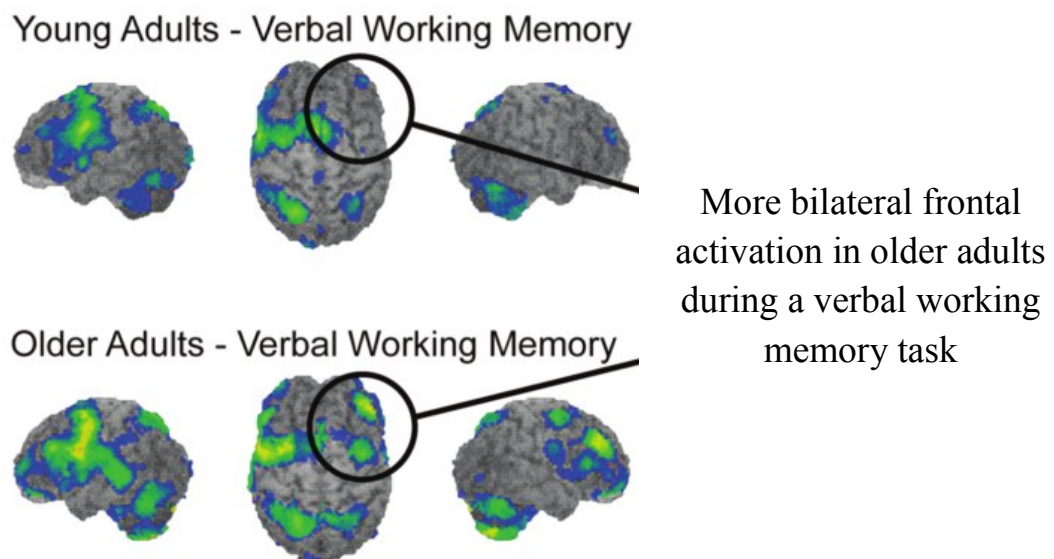 Young Adults - Verbal Working Memory
More bilateral frontal
activation in older adults
during a verbal working
memory task
Older Adults - Verbal Working Memory